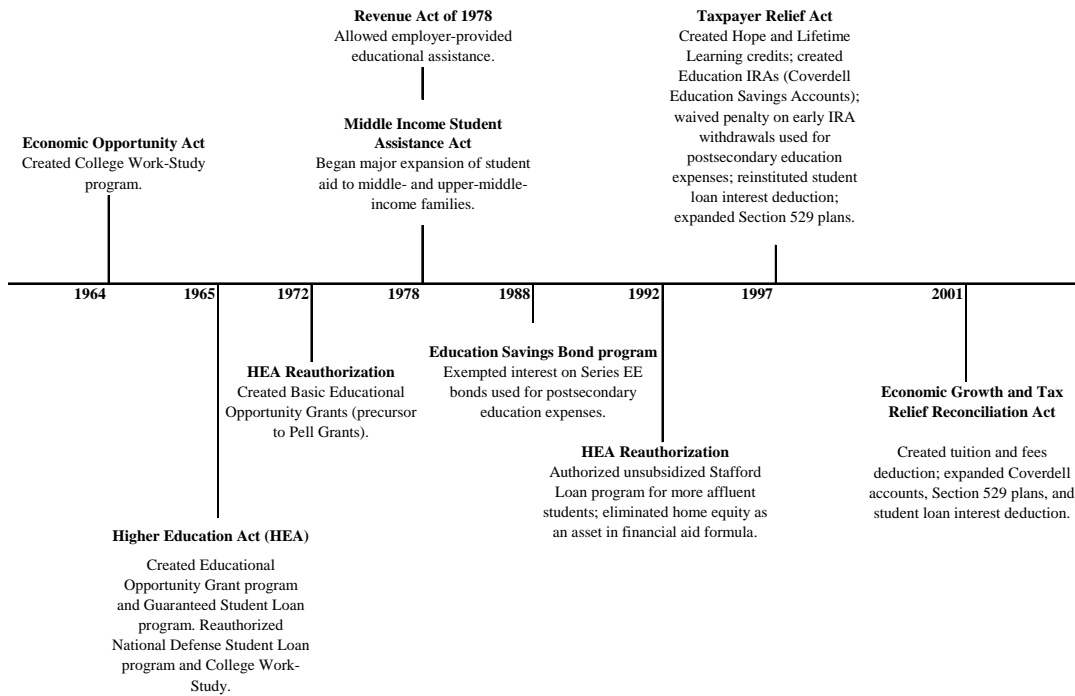 Revenue Act of 1978
Allowed employer-provided
educational assistance.
Taxpayer Relief Act
Created Hope and Lifetime
Learning credits; created
Education IRAs (Coverdell
Education Savings Accounts);
waived penalty on early IRA
withdrawals used for
postsecondary education
expenses; reinstituted student
loan interest deduction;
expanded Section 529 plans.
Economic Opportunity Act
Created College Work-Study
program.
Middle Income Student
Assistance Act
Began major expansion of student
aid to middle- and upper-middle-
income families.
1964
1965
1972
1978
1988
1992
1997
2001
HEA Reauthorization
Created Basic Educational
Opportunity Grants (precursor
to Pell Grants).
Education Savings Bond program
Exempted interest on Series EE
bonds used for postsecondary
education expenses.
Economic Growth and Tax
Relief Reconciliation Act
Created tuition and fees
deduction; expanded Coverdell
accounts, Section 529 plans, and
student loan interest deduction.
HEA Reauthorization
Authorized unsubsidized Stafford
Loan program for more affluent
students; eliminated home equity as
an asset in financial aid formula.
Higher Education Act (HEA)
Created Educational
Opportunity Grant program
and Guaranteed Student Loan
program. Reauthorized
National Defense Student Loan
program and College Work-
Study.